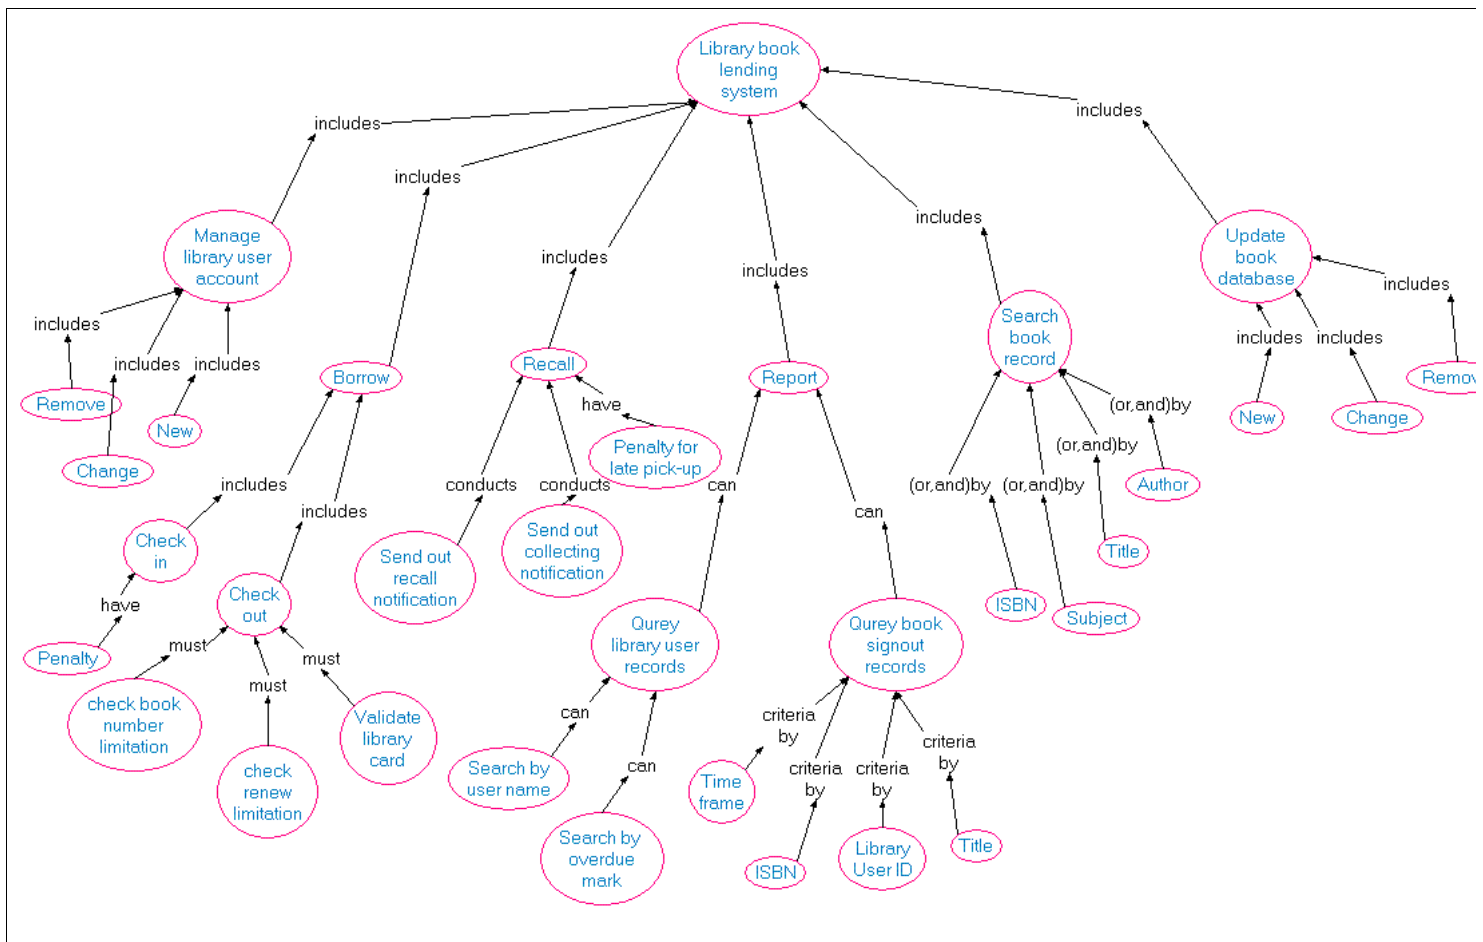 Library book
lending
system
includes
includes
includes
includes
includes
includes
Manage
library user
account
Update
book
database
Search
book
record
includes
includes
includes
includes
includes
includes
Borrow
Recall
Report
Remove
New
Change
New
Change
Remov
have
Penalty for
late pick-up
(or,and)by
(or,and)by
(or,and)by
(or,and)by
Author
Title
ISBN
Subject
includes
includes
conducts
conducts
can
can
Check
in
Send out
recall
notification
Send out
collecting
notification
have
Check
out
Penalty
must
must
must
Qurey
library user
records
Qurey book
signout
records
check book
number
limitation
check
renew
limitation
Validate
library
card
can
can
criteria
by
criteria
by
criteria
by
criteria
by
Search by
user name
Search by
overdue
mark
Time
frame
ISBN
Library
User ID
Title